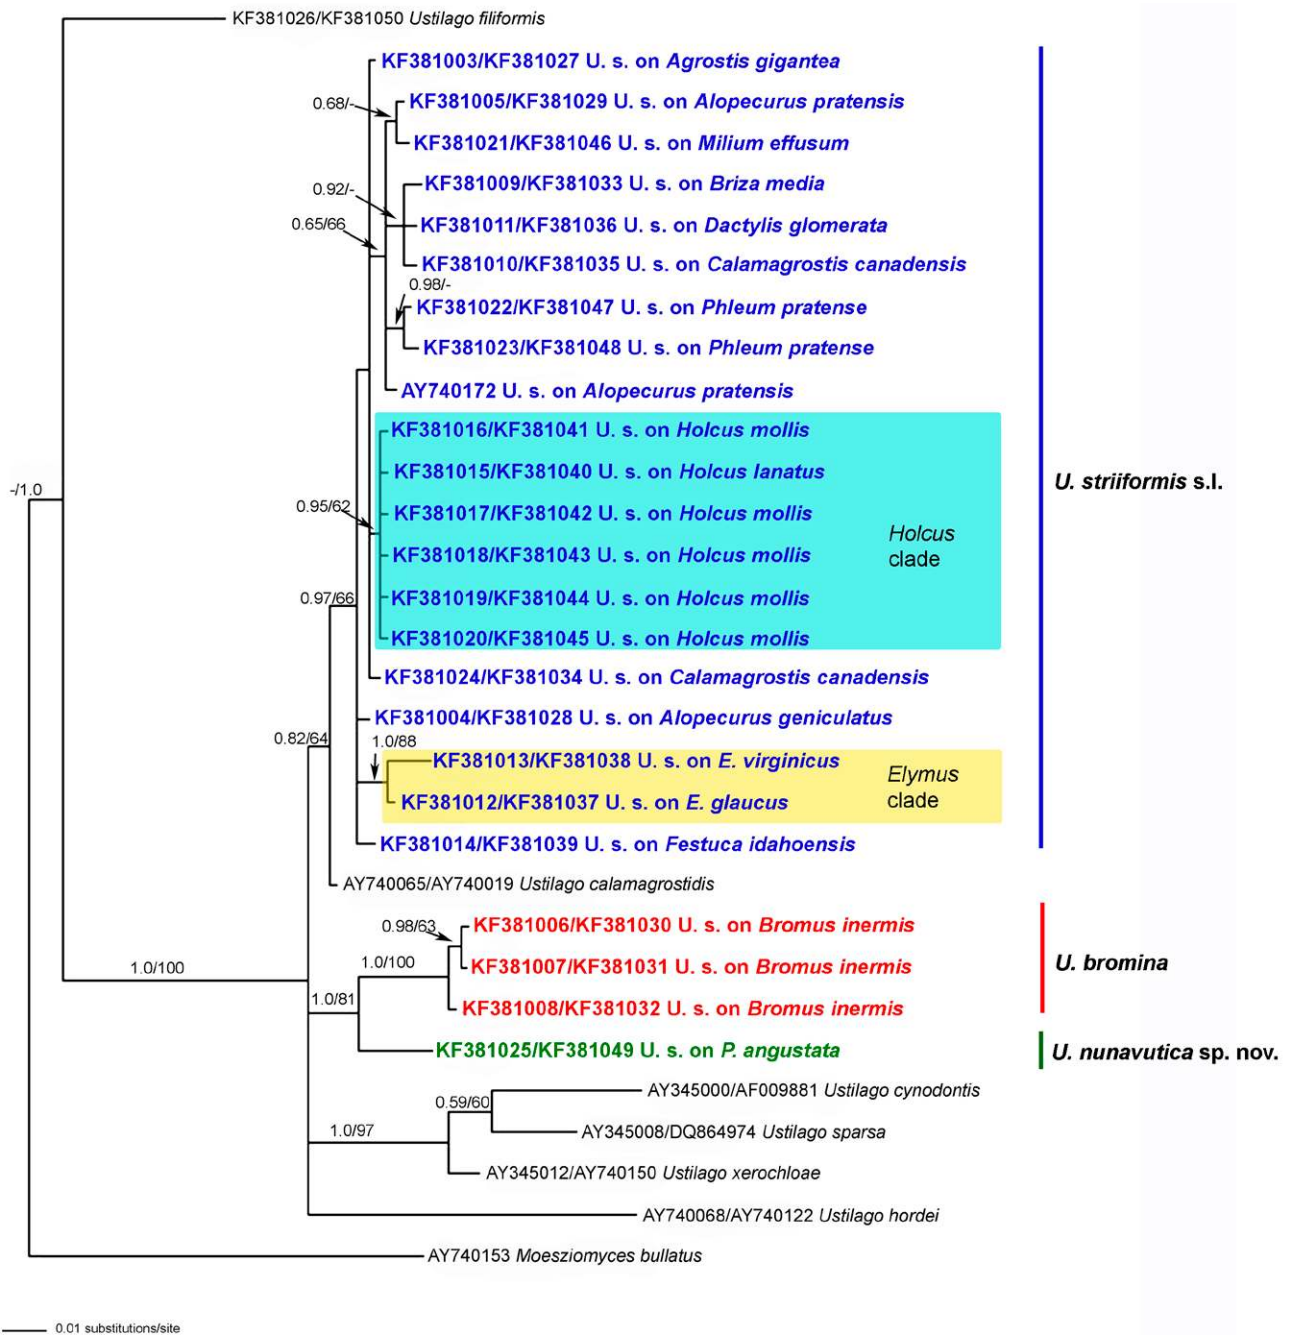 KF381026/KF381050 Ustilago filiformis
KF381003/KF381027 U. s. on Agrostis gigantea
0.68/-
KF381005/KF381029 U. s. on Alopecurus pratensis
KF381021/KF381046 U. s. on Milium effusum
0.92/-
KF381009/KF381033 U. s. on Briza media
0.65/66
KF381011/KF381036 U. s. on Dactylis glomerata
KF381010/KF381035 U. s. on Calamagrostis canadensis
0.98/-
KF381022/KF381047 U. s. on Phleum pratense
KF381023/KF381048 U. s. on Phleum pratense
AY740172 U. s. on Alopecurus pratensis
KF381016/KF381041 U. s. on Holcus mollis
KF381015/KF381040 U. s. on Holcus lanatus
U. striiformis s.l.
-/1.0
0.95/62
KF381017/KF381042 U. s. on Holcus mollis
Holcus
clade
KF381018/KF381043 U. s. on Holcus mollis
0.97/66
KF381019/KF381044 U. s. on Holcus mollis
KF381020/KF381045 U. s. on Holcus mollis
KF381024/KF381034 U. s. on Calamagrostis canadensis
KF381004/KF381028 U. s. on Alopecurus geniculatus
0.82/64
1.0/88
KF381013/KF381038 U. s. on E. virginicus
Elymus
clade
KF381012/KF381037 U. s. on E. glaucus
KF381014/KF381039 U. s. on Festuca idahoensis
AY740065/AY740019 Ustilago calamagrostidis
0.98/63
KF381006/KF381030 U. s. on Bromus inermis
1.0/100
1.0/100
KF381007/KF381031 U. s. on Bromus inermis
U. bromina
1.0/81
KF381008/KF381032 U. s. on Bromus inermis
KF381025/KF381049 U. s. on P. angustata
U. nunavutica sp. nov.
AY345000/AF009881 Ustilago cynodontis
0.59/60
1.0/97
AY345008/DQ864974 Ustilago sparsa
AY345012/AY740150 Ustilago xerochloae
AY740068/AY740122 Ustilago hordei
AY740153 Moesziomyces bullatus
0.01 substitutions/site